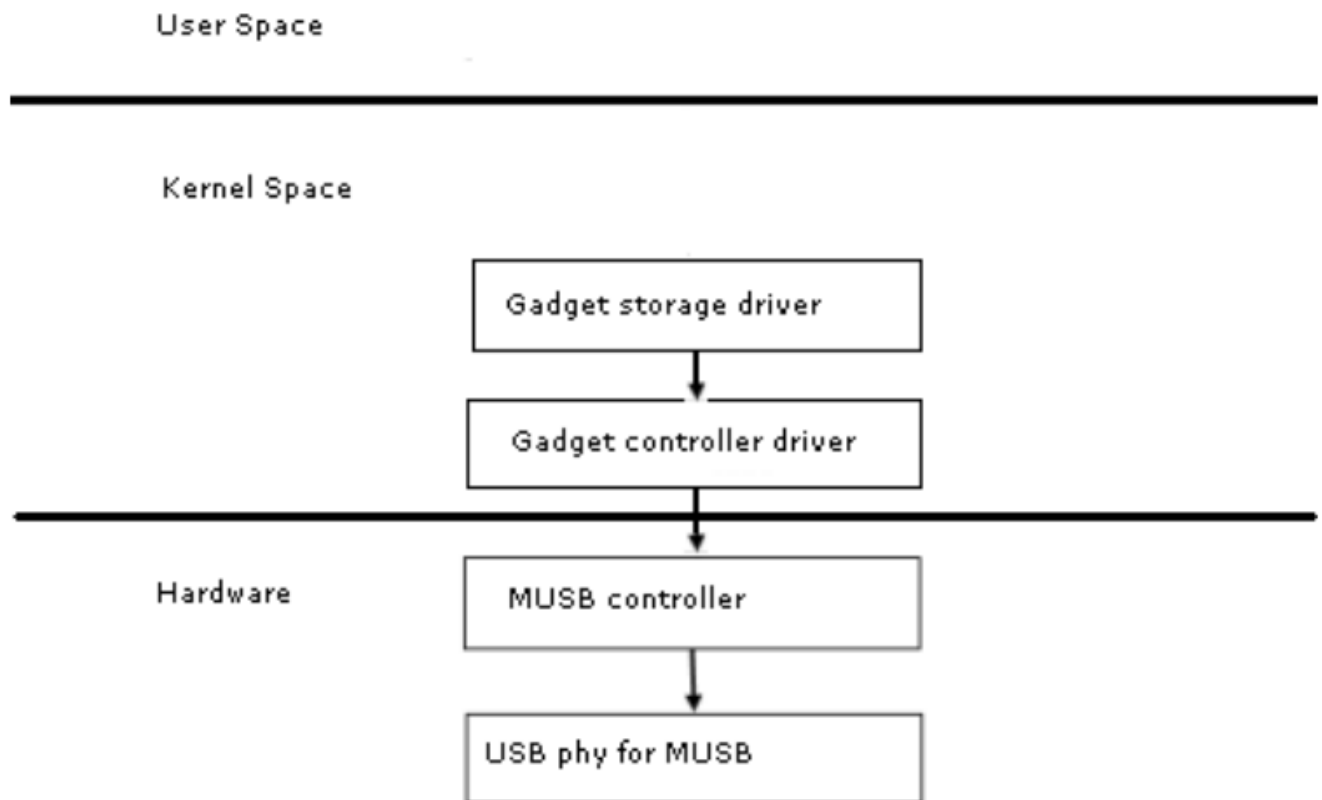 User Space
Kernel Space
Gadget storage driver
Gadget controller driver
Hardware
MUSB controller
USB phy for MUSB